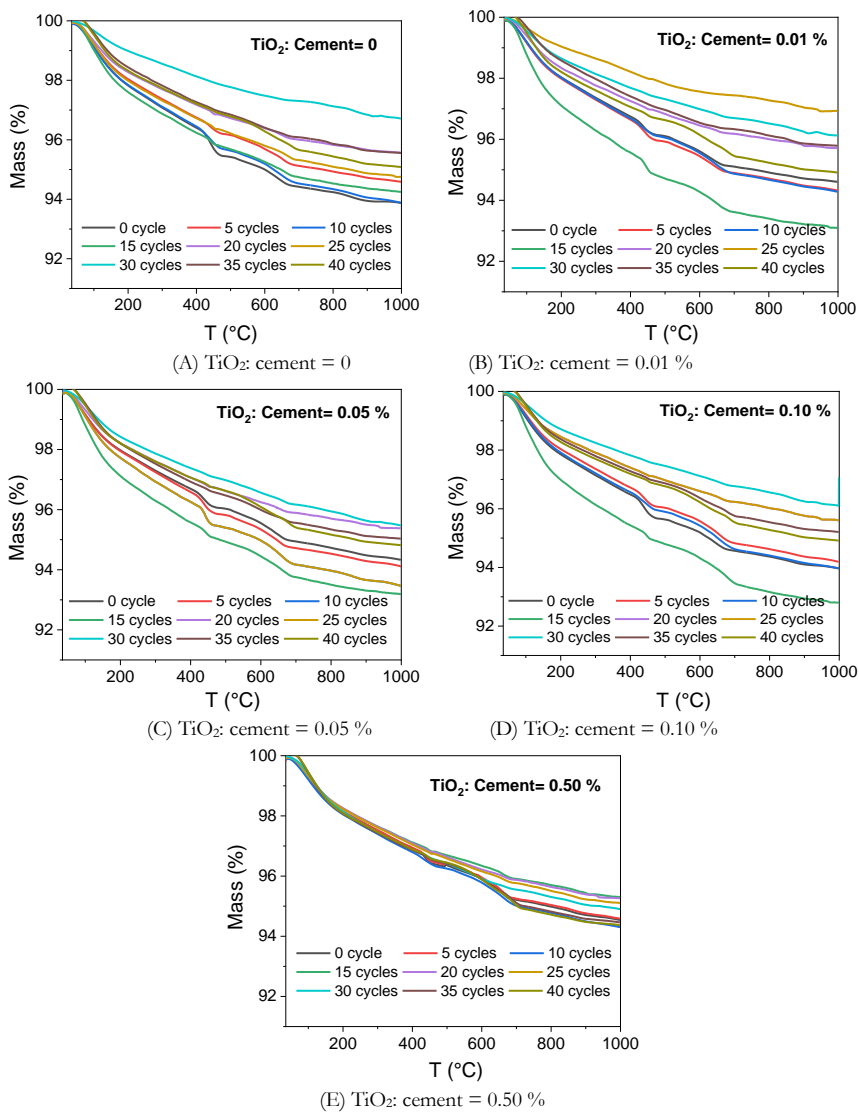 TiO₂: Cement= 0
Mass (%)
100
98
96
94
92
0 cycle 5 cycles 10 cycles
15 cycles 20 cycles 25 cycles
30 cycles 35 cycles 40 cycles
200 400 600 800 1000
T (°C)
(A) TiO₂: cement = 0
TiO₂: Cement= 0.01 %
Mass (%)
100
98
96
94
92
0 cycle 5 cycles 10 cycles
15 cycles 20 cycles 25 cycles
30 cycles 35 cycles 40 cycles
200 400 600 800 1000
T (°C)
(B) TiO₂: cement = 0.01 %
TiO₂: Cement= 0.05 %
Mass (%)
100
98
96
94
92
0 cycle 5 cycles 10 cycles
15 cycles 20 cycles 25 cycles
30 cycles 35 cycles 40 cycles
200 400 600 800 1000
T (°C)
(C) TiO₂: cement = 0.05 %
TiO₂: Cement= 0.10 %
Mass (%)
100
98
96
94
92
0 cycle 5 cycles 10 cycles
15 cycles 20 cycles 25 cycles
30 cycles 35 cycles 40 cycles
200 400 600 800 1000
T (°C)
(D) TiO₂: cement = 0.10 %
TiO₂: Cement= 0.50 %
Mass (%)
100
98
96
94
92
0 cycle 5 cycles 10 cycles
15 cycles 20 cycles 25 cycles
30 cycles 35 cycles 40 cycles
200 400 600 800 1000
T (°C)
(E) TiO₂: cement = 0.50 %